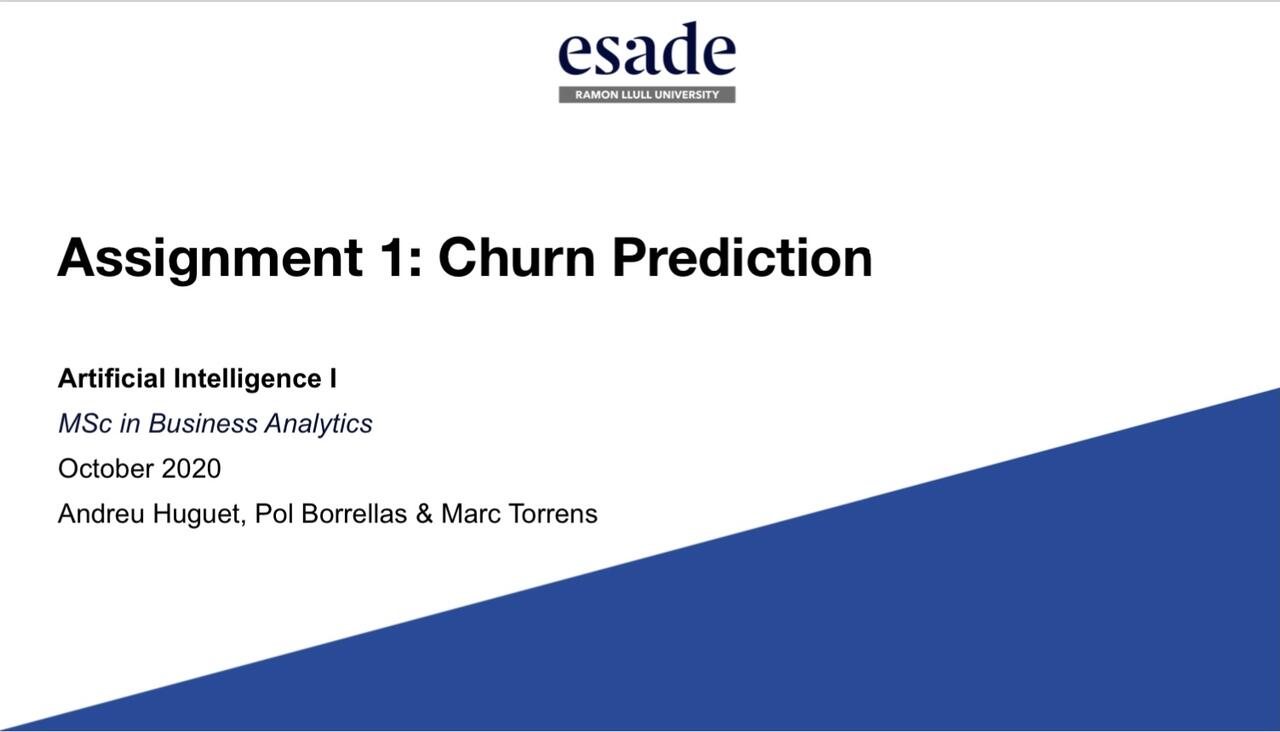 esade
RAMON LLULL UNIVERSITY
Assignment 1: Churn Prediction
Artificial Intelligence I
MSc in Business Analytics
October 2020
Andreu Huguet, Pol Borrellas & Marc Torrens